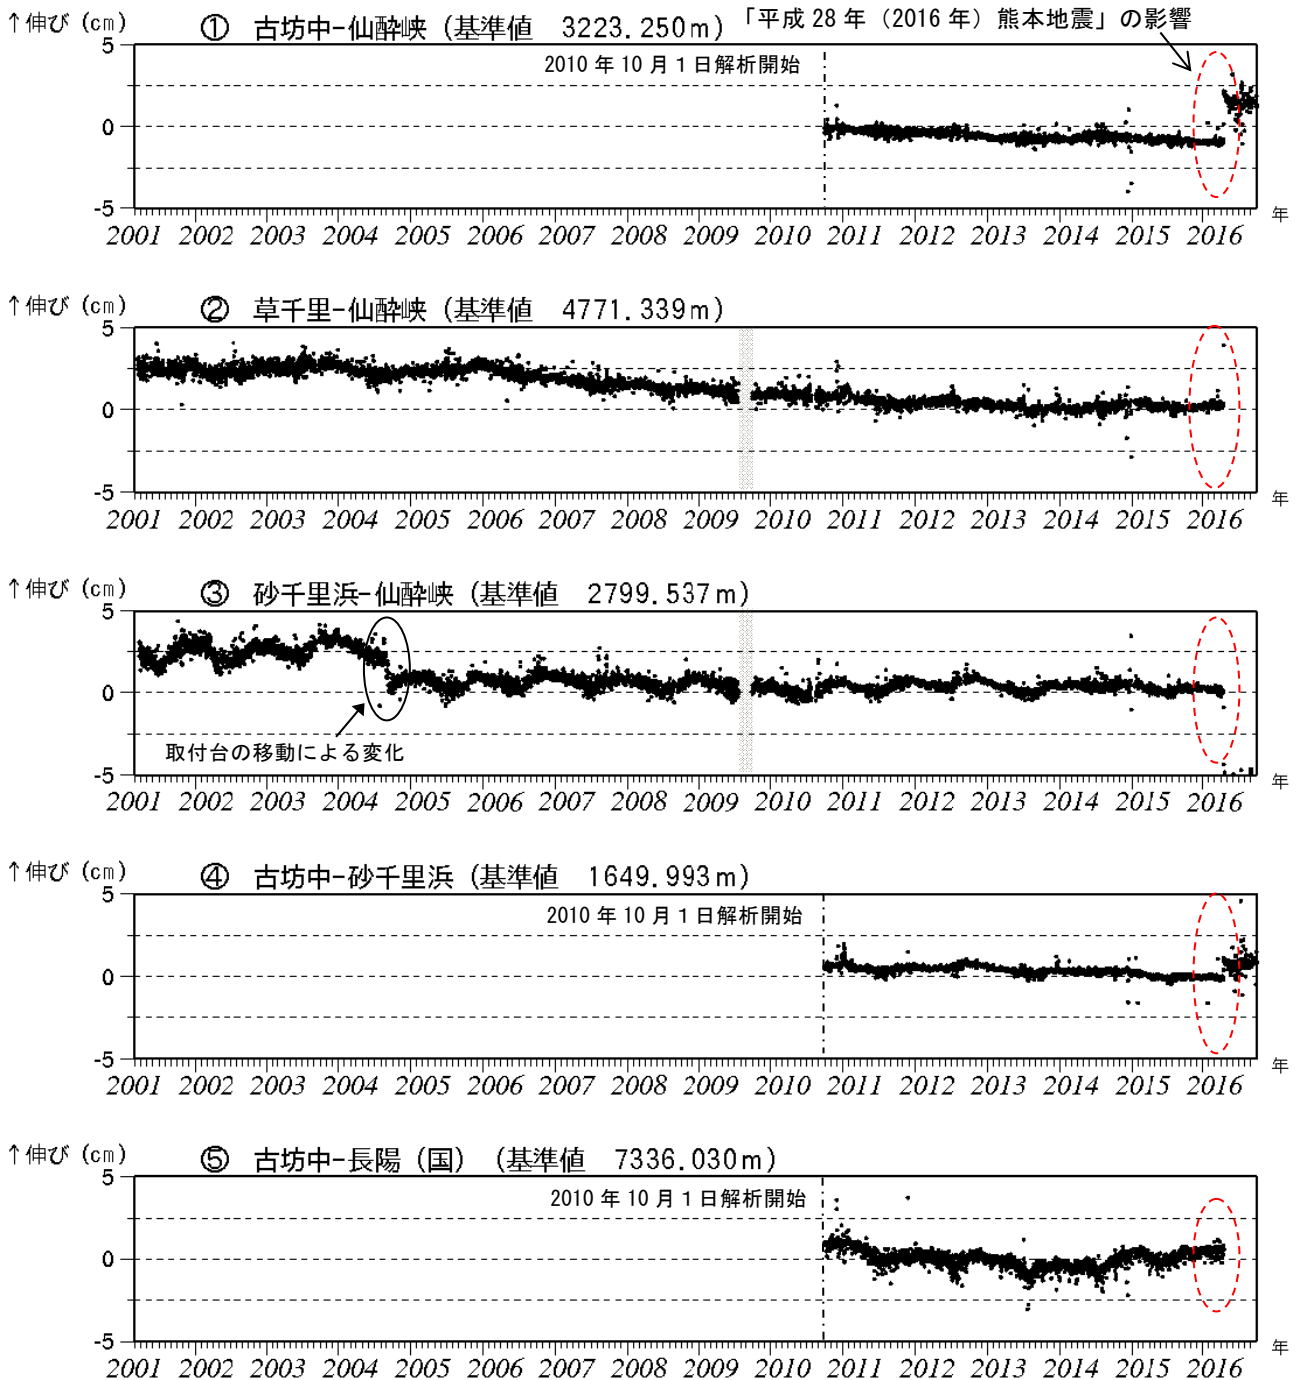 ↑伸び (cm) ① 古坊中-仙酔峡 (基準値 3223.250m) 「平成 28 年（2016 年）熊本地震」の影響
5
2010 年 10 月 1 日解析開始
0
-5
2001 2002 2003 2004 2005 2006 2007 2008 2009 2010 2011 2012 2013 2014 2015 2016 年
↑伸び (cm) ② 草千里-仙酔峡 (基準値 4771.339m)
5
0
-5
2001 2002 2003 2004 2005 2006 2007 2008 2009 2010 2011 2012 2013 2014 2015 2016 年
↑伸び (cm) ③ 砂千里浜-仙酔峡 (基準値 2799.537m)
5
0
取付台の移動による変化
-5
2001 2002 2003 2004 2005 2006 2007 2008 2009 2010 2011 2012 2013 2014 2015 2016 年
↑伸び (cm) ④ 古坊中-砂千里浜 (基準値 1649.993m)
5
2010 年 10 月 1 日解析開始
0
-5
2001 2002 2003 2004 2005 2006 2007 2008 2009 2010 2011 2012 2013 2014 2015 2016 年
↑伸び (cm) ⑤ 古坊中-長陽 (国) (基準値 7336.030m)
5
2010 年 10 月 1 日解析開始
0
-5
2001 2002 2003 2004 2005 2006 2007 2008 2009 2010 2011 2012 2013 2014 2015 2016 年